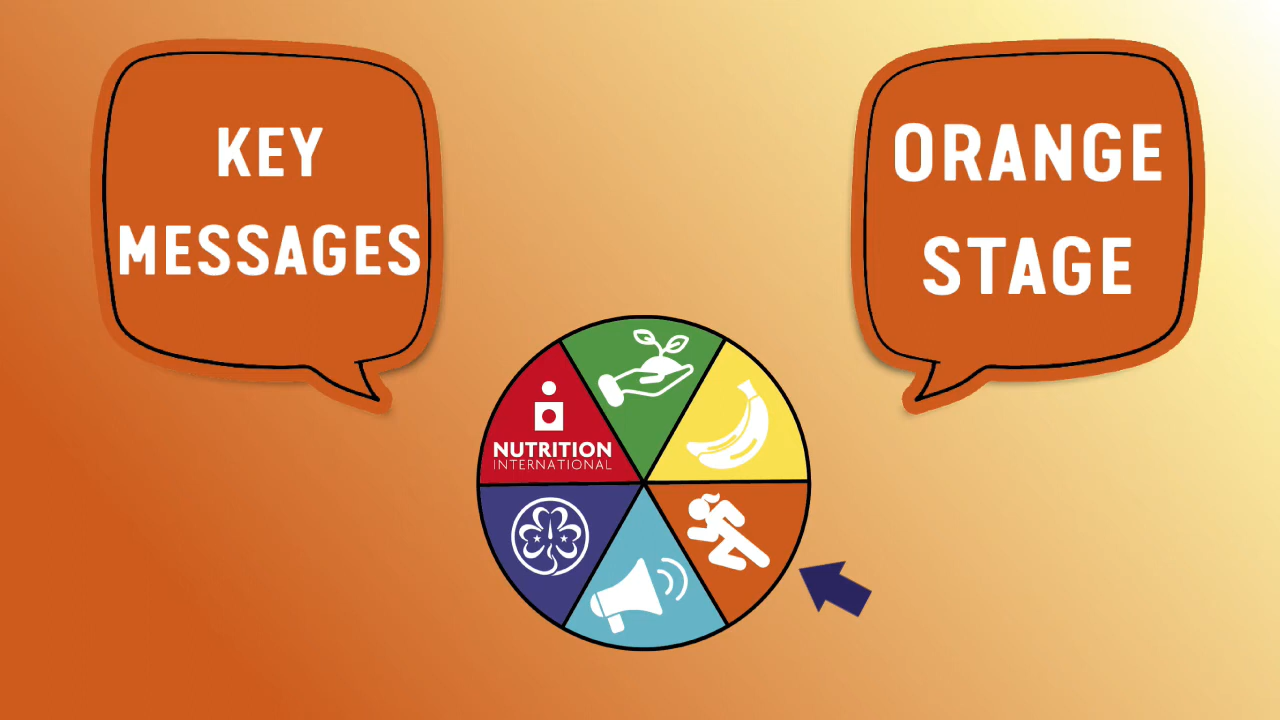 KEY
MESSAGES
ORANGE
STAGE
NUTRITION
INTERNATIONAL